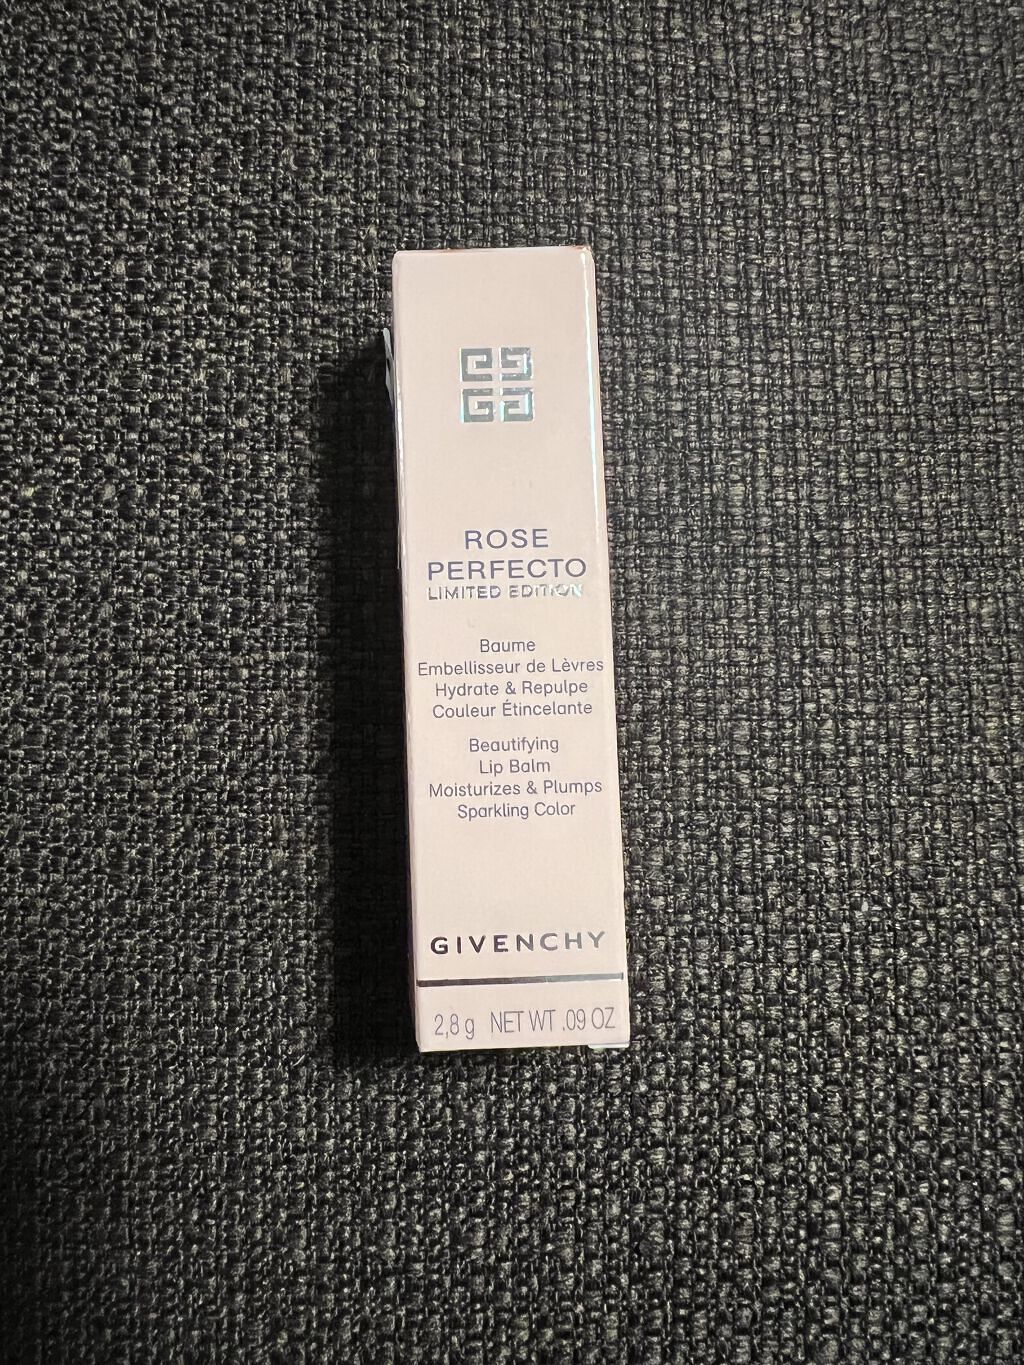 ROSE
PERFECTO
LIMITED EDITION
Baume
Embellisseur de Lèvres
Hydrate & Repulpe
Couleur Étincelante
Beautifying
Lip Balm
Moisturizes & Plumps
Sparkling Color
GIVENCHY
2,8 g NET WT .09 OZ